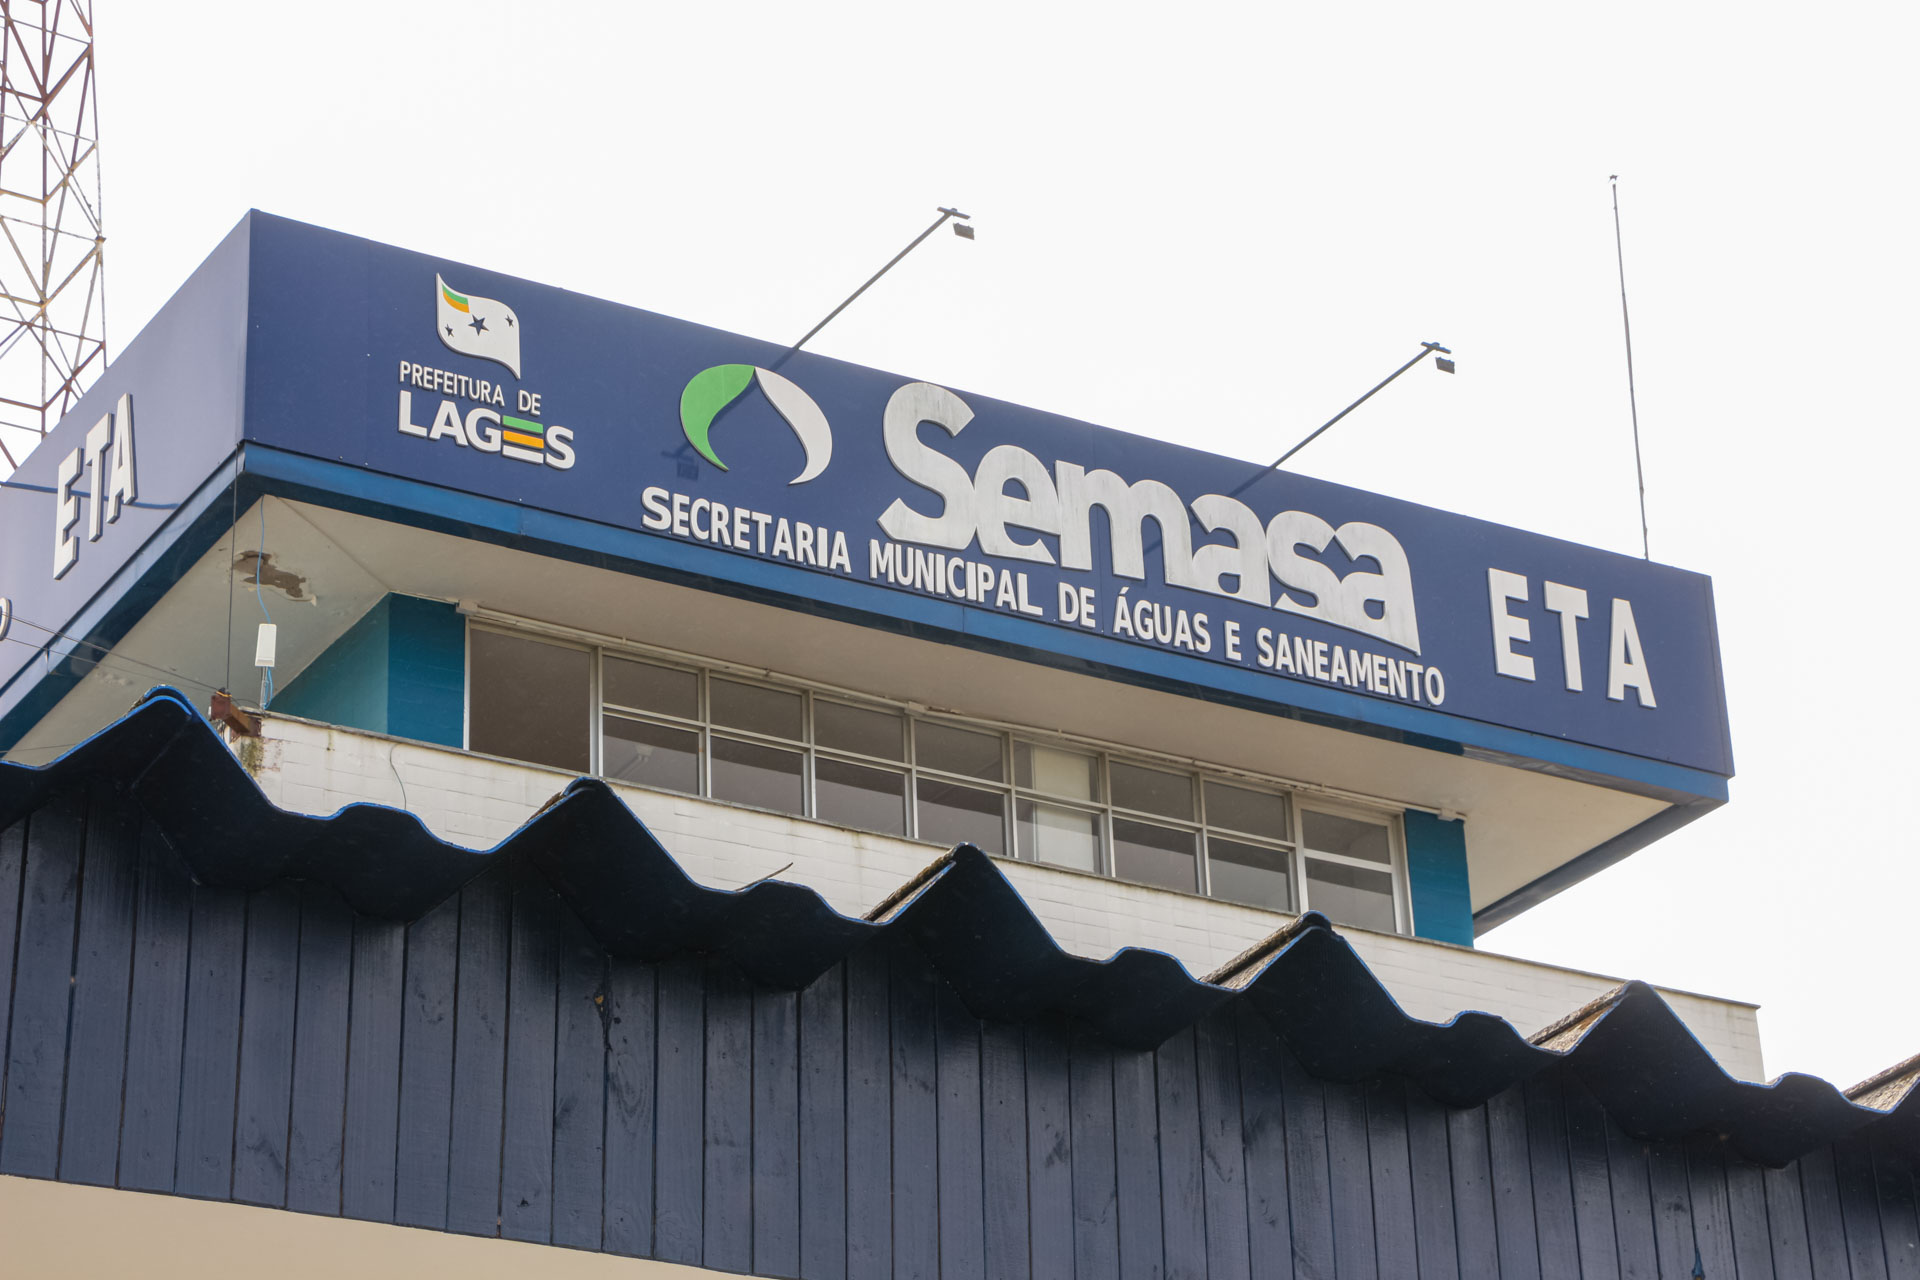 ETA
PREFEITURA DE
LAGES
Semasa
SECRETARIA MUNICIPAL DE ÁGUAS E SANEAMENTO
ETA